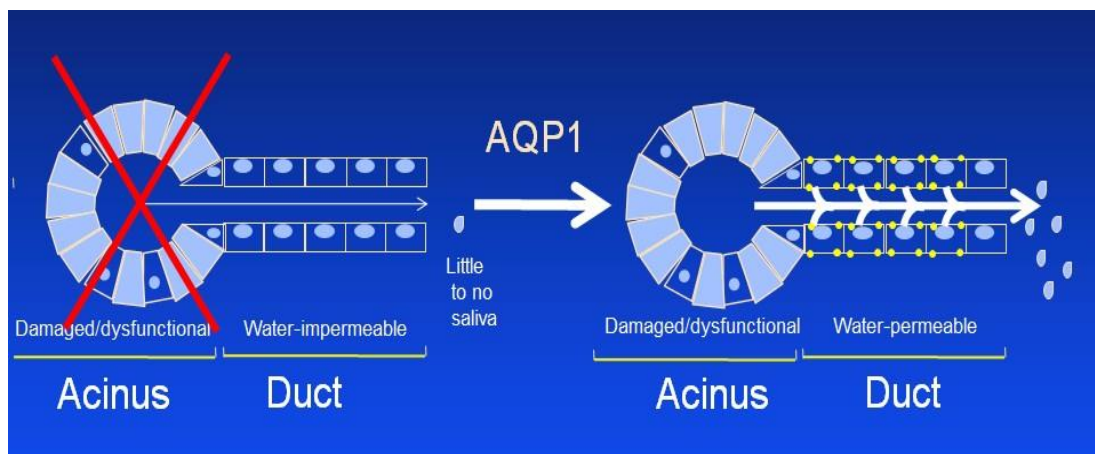 AQP1
Little
to no
saliva
Damaged/dysfunctional
Water-impermeable
Acinus
Duct
Damaged/dysfunctional
Water-permeable
Acinus
Duct